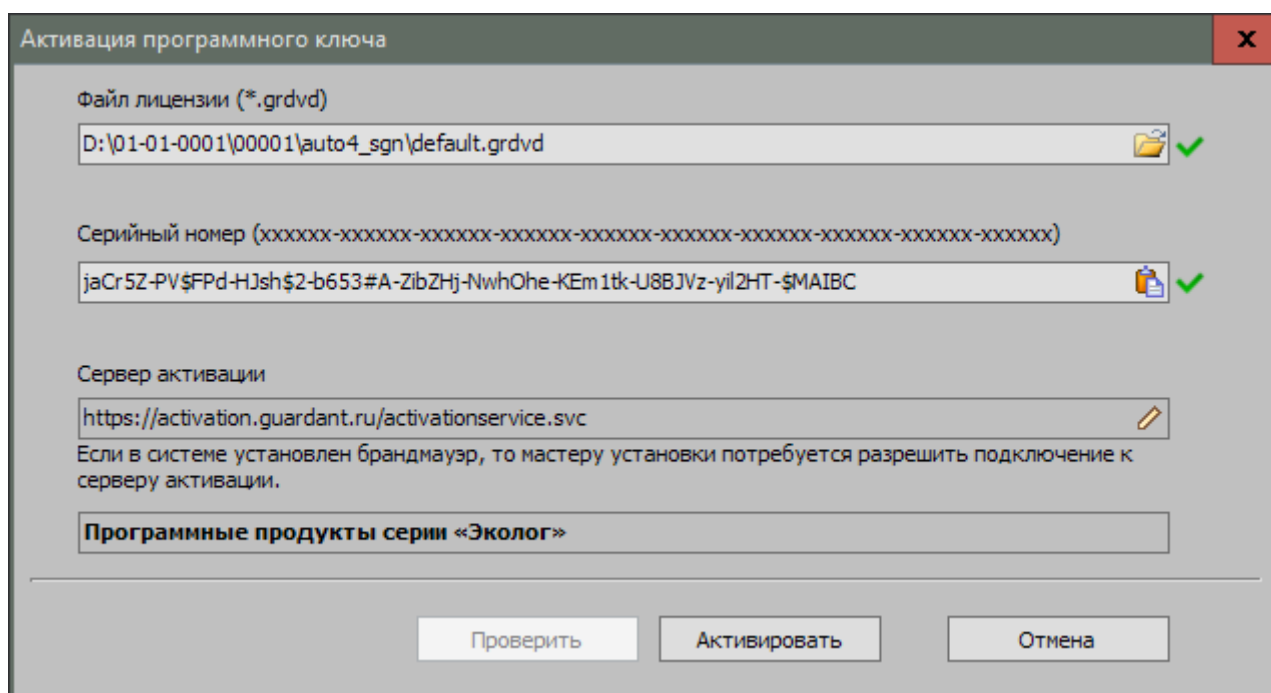 Активация программного ключа
x
Файл лицензии (*.grdvd)
D:\01-01-0001\00001\auto4_sgn\default.grdvd
Серийный номер (xxxxxx-xxxxxx-xxxxxx-xxxxxx-xxxxxx-xxxxxx-xxxxxx-xxxxxx-xxxxxx-xxxxxx)
jaCr5Z-PV$FPd-HJsh$2-b653#A-ZibZHj-NwhOhe-KEm1tk-U8BJVz-yil2HT-$MAIBC
Сервер активации
https://activation.guardant.ru/activationservice.svc
Если в системе установлен брандмауэр, то мастеру установки потребуется разрешить подключение к
серверу активации.
Программные продукты серии «Эколог»
Проверить Активировать Отмена